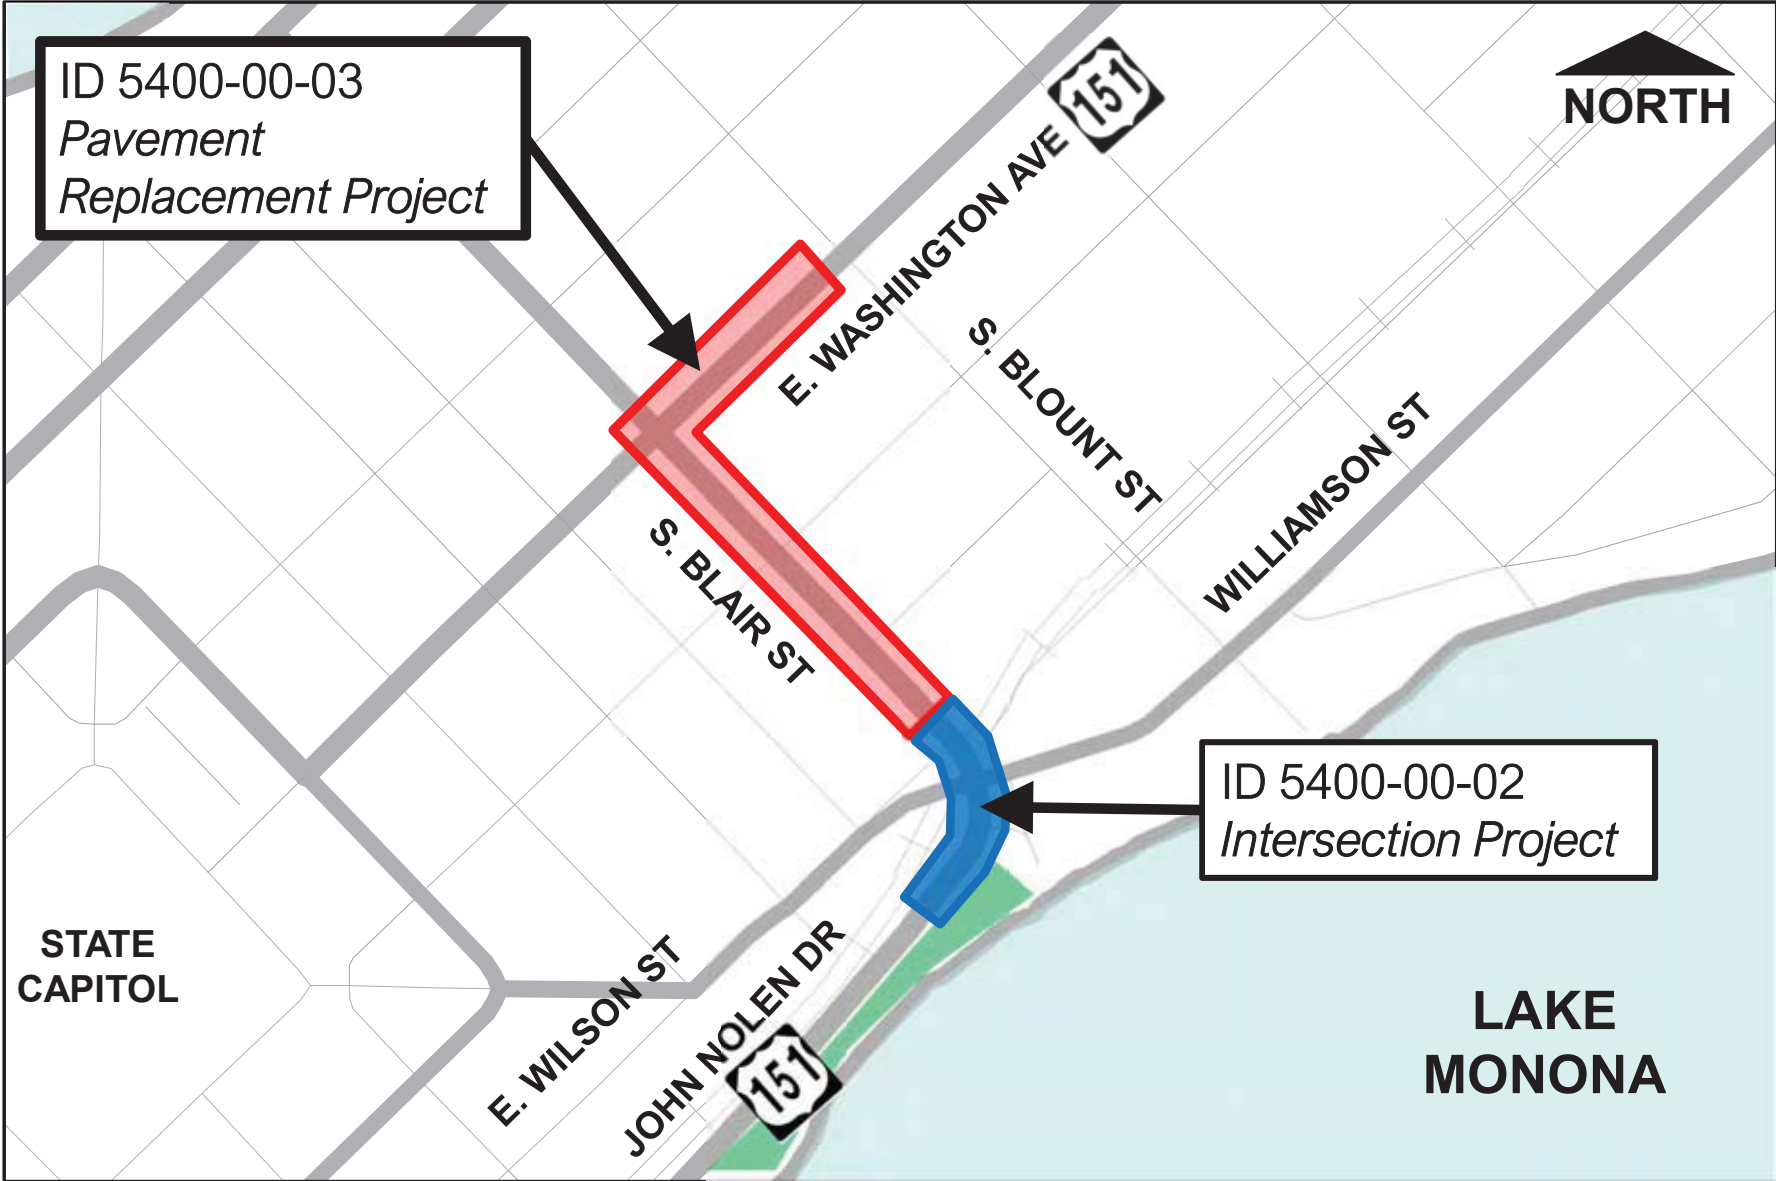 ID 5400-00-03
Pavement
Replacement Project
151
NORTH
E. WASHINGTON AVE
S. BLOUNT ST
WILLIAMSON ST
S. BLAIR ST
ID 5400-00-02
Intersection Project
STATE
CAPITOL
E. WILSON ST
JOHN NOLEN DR
151
LAKE
MONONA